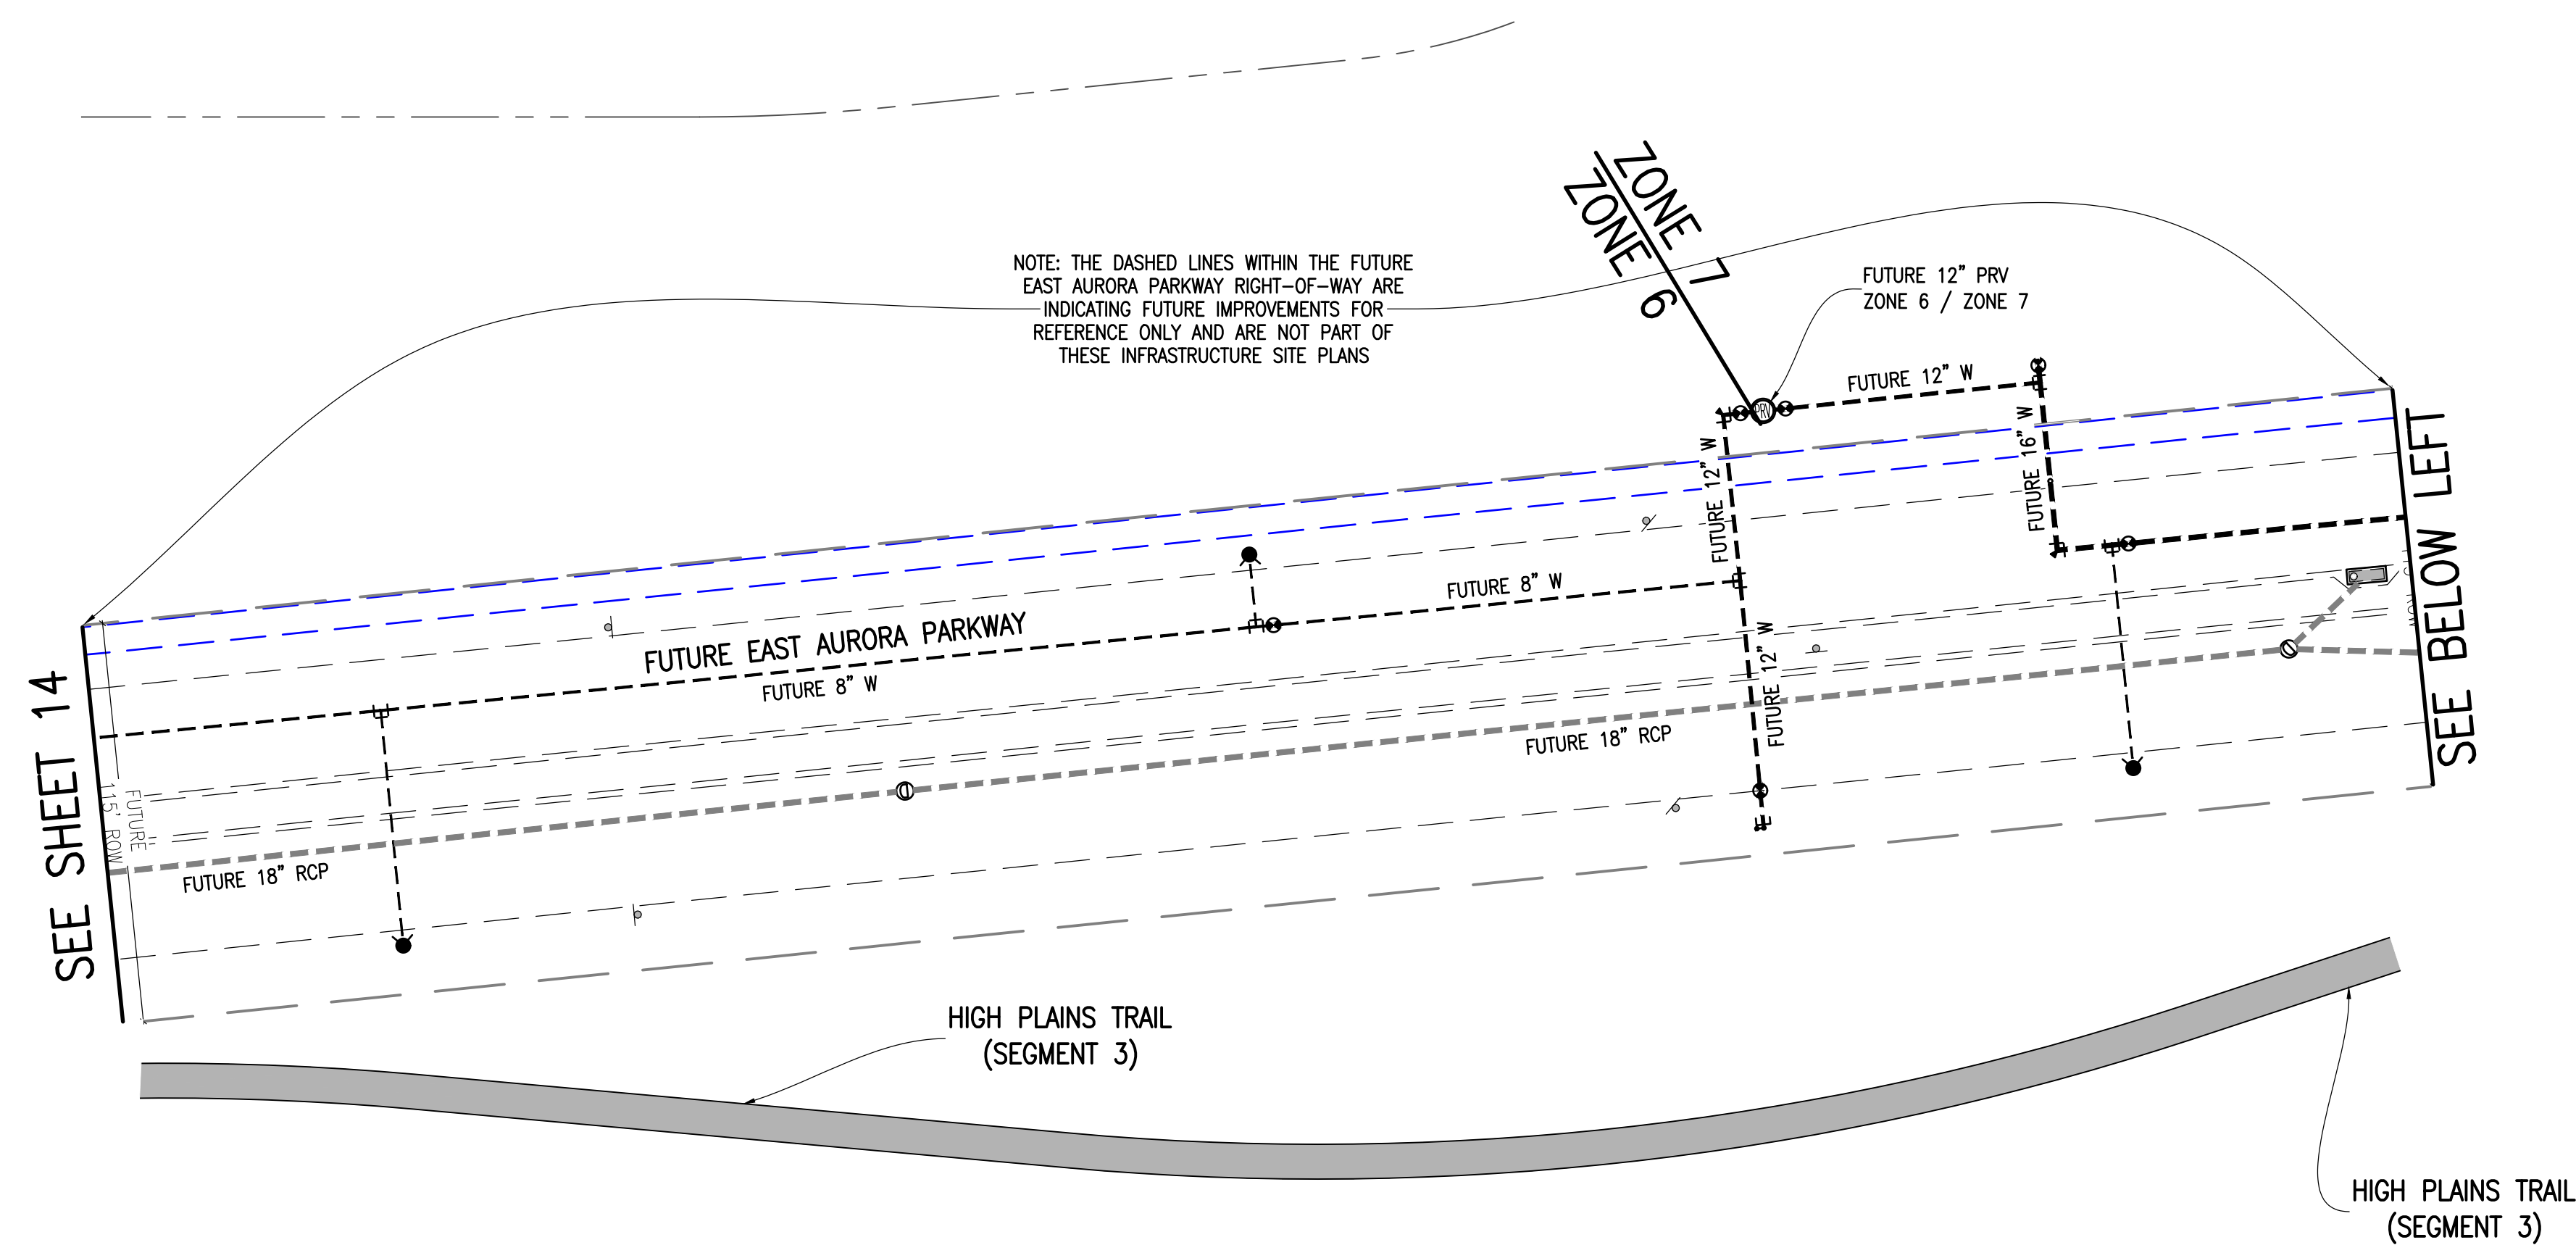 ZONE 7
ZONE 6
NOTE: THE DASHED LINES WITHIN THE FUTURE
EAST AURORA PARKWAY RIGHT-OF-WAY ARE
INDICATING FUTURE IMPROVEMENTS FOR
REFERENCE ONLY AND ARE NOT PART OF
THESE INFRASTRUCTURE SITE PLANS
FUTURE 12" PRV
ZONE 6 / ZONE 7
PRV
FUTURE 12" W
FUTURE 16" W
FUTURE 12" W
FUTURE 8" W
FUTURE EAST AURORA PARKWAY
FUTURE 8" W
FUTURE 12" W
FUTURE 18" RCP
FUTURE 18" RCP
FUTURE
115' ROW
ROW
SEE SHEET 14
SEE BELOW LEFT
HIGH PLAINS TRAIL
(SEGMENT 3)
HIGH PLAINS TRAIL
(SEGMENT 3)